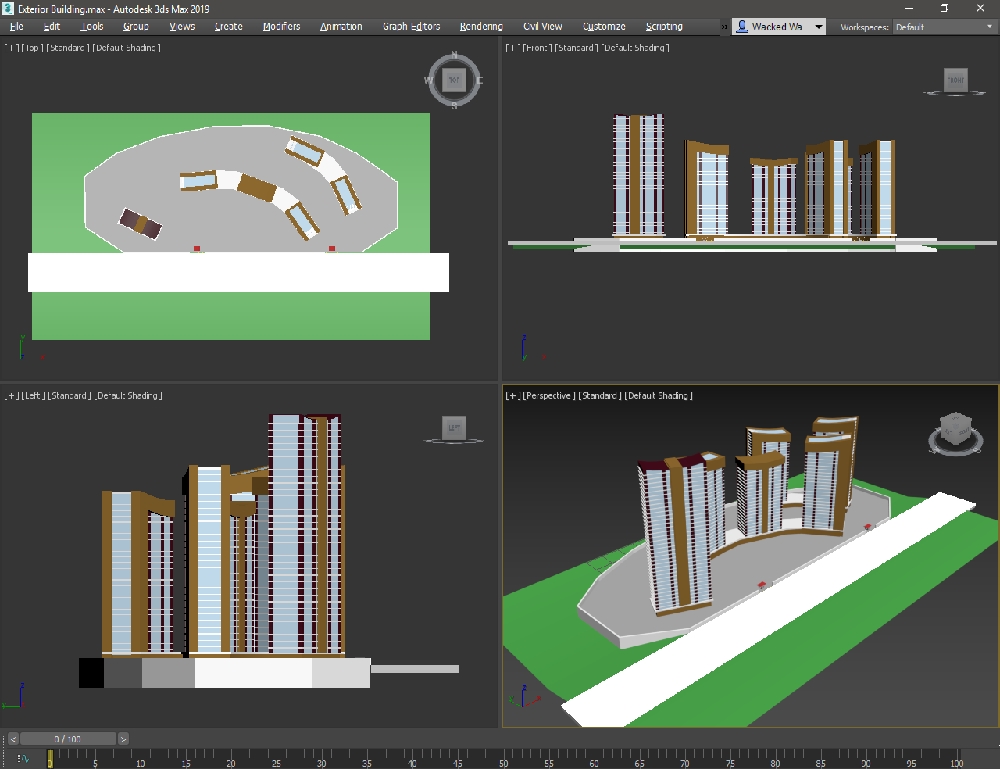 Exterior Building.max - Autodesk 3ds Max 2019
File Edit Tools Group Views Create Modifiers Animation Graph Editors Rendering Civil View Customize Scripting » Wacked Wa Workspaces: Default
[+] [Top] [Standard] [Default Shading]
[+] [Front] [Standard] [Default Shading]
N
W TOP E
S
FRONT
[+] [Left] [Standard] [Default Shading]
[+] [Perspective] [Standard] [Default Shading]
LEFT
< 0 / 100 >
0 5 10 15 20 25 30 35 40 45 50 55 60 65 70 75 80 85 90 95 100